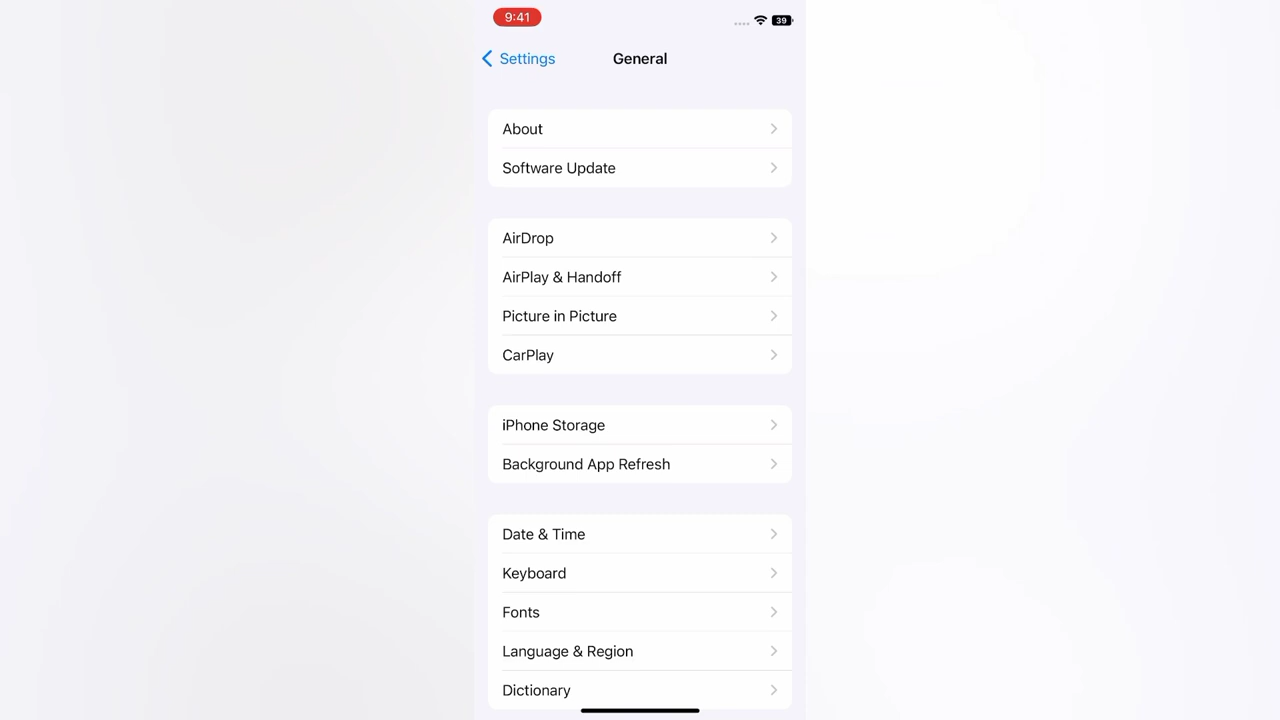 9:41
39
Settings
General
About
Software Update
AirDrop
AirPlay & Handoff
Picture in Picture
CarPlay
iPhone Storage
Background App Refresh
Date & Time
Keyboard
Fonts
Language & Region
Dictionary